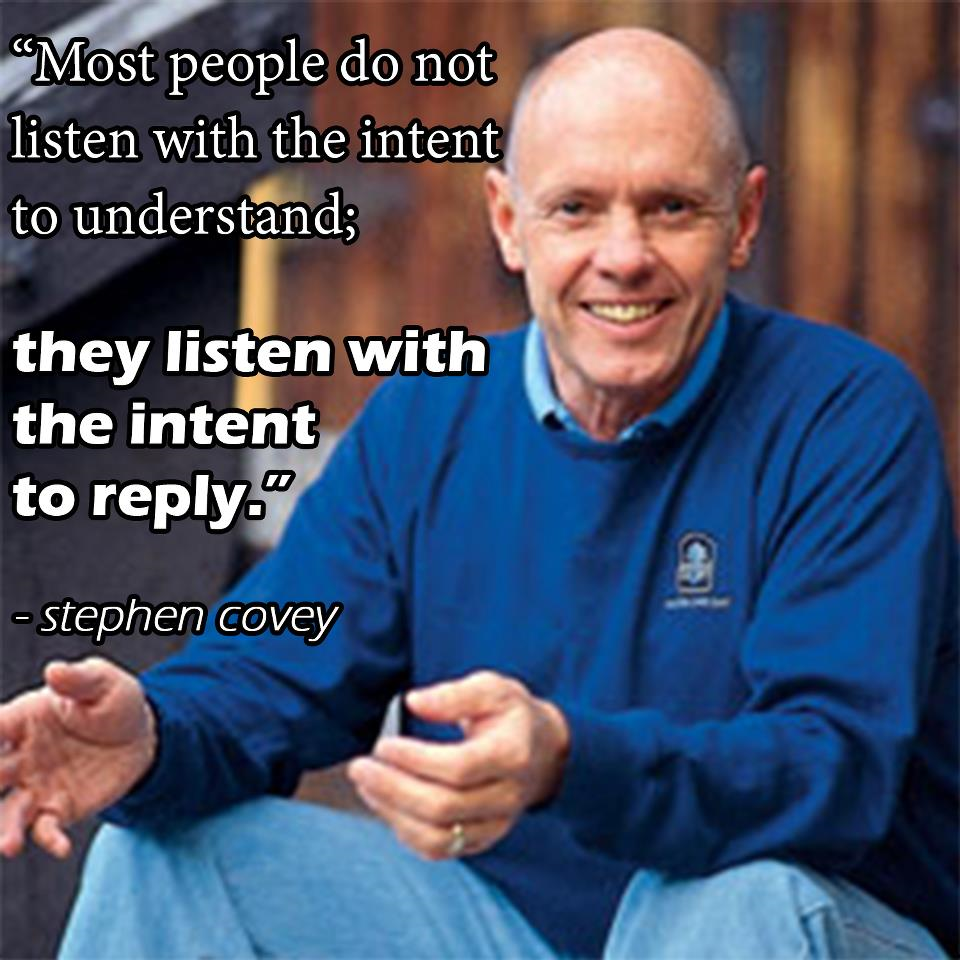 “Most people do not
listen with the intent
to understand;
they listen with
the intent
to reply.”
- stephen covey